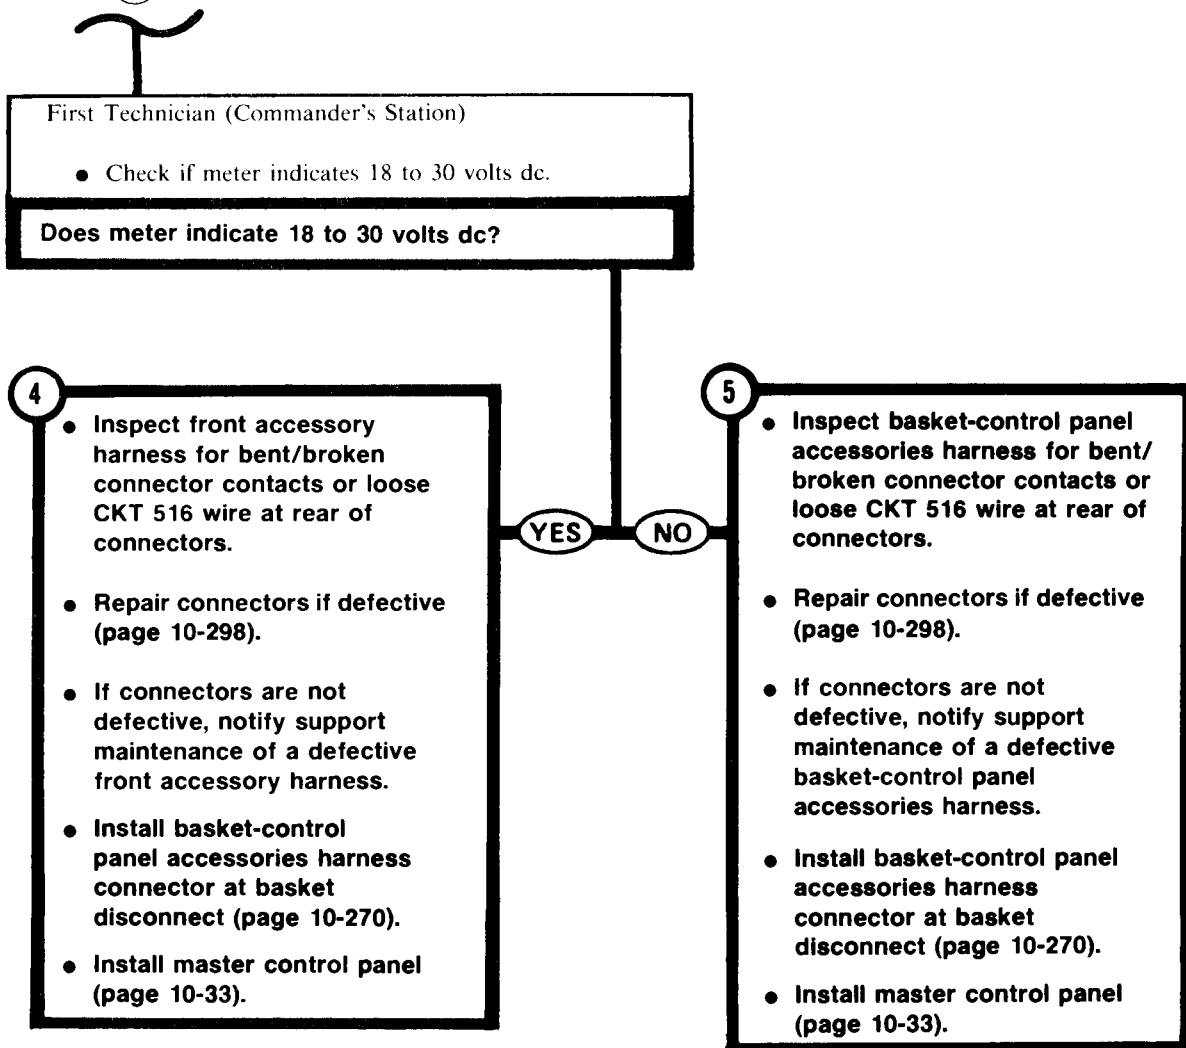 First Technician (Commander's Station)
● Check if meter indicates 18 to 30 volts dc.
Does meter indicate 18 to 30 volts dc?
4
● Inspect front accessory
harness for bent/broken
connector contacts or loose
CKT 516 wire at rear of
connectors.
● Repair connectors if defective
(page 10-298).
● If connectors are not
defective, notify support
maintenance of a defective
front accessory harness.
● Install basket-control
panel accessories harness
connector at basket
disconnect (page 10-270).
● Install master control panel
(page 10-33).
YES
NO
5
● Inspect basket-control panel
accessories harness for bent/
broken connector contacts or
loose CKT 516 wire at rear of
connectors.
● Repair connectors if defective
(page 10-298).
● If connectors are not
defective, notify support
maintenance of a defective
basket-control panel
accessories harness.
● Install basket-control panel
accessories harness
connector at basket
disconnect (page 10-270).
● Install master control panel
(page 10-33).